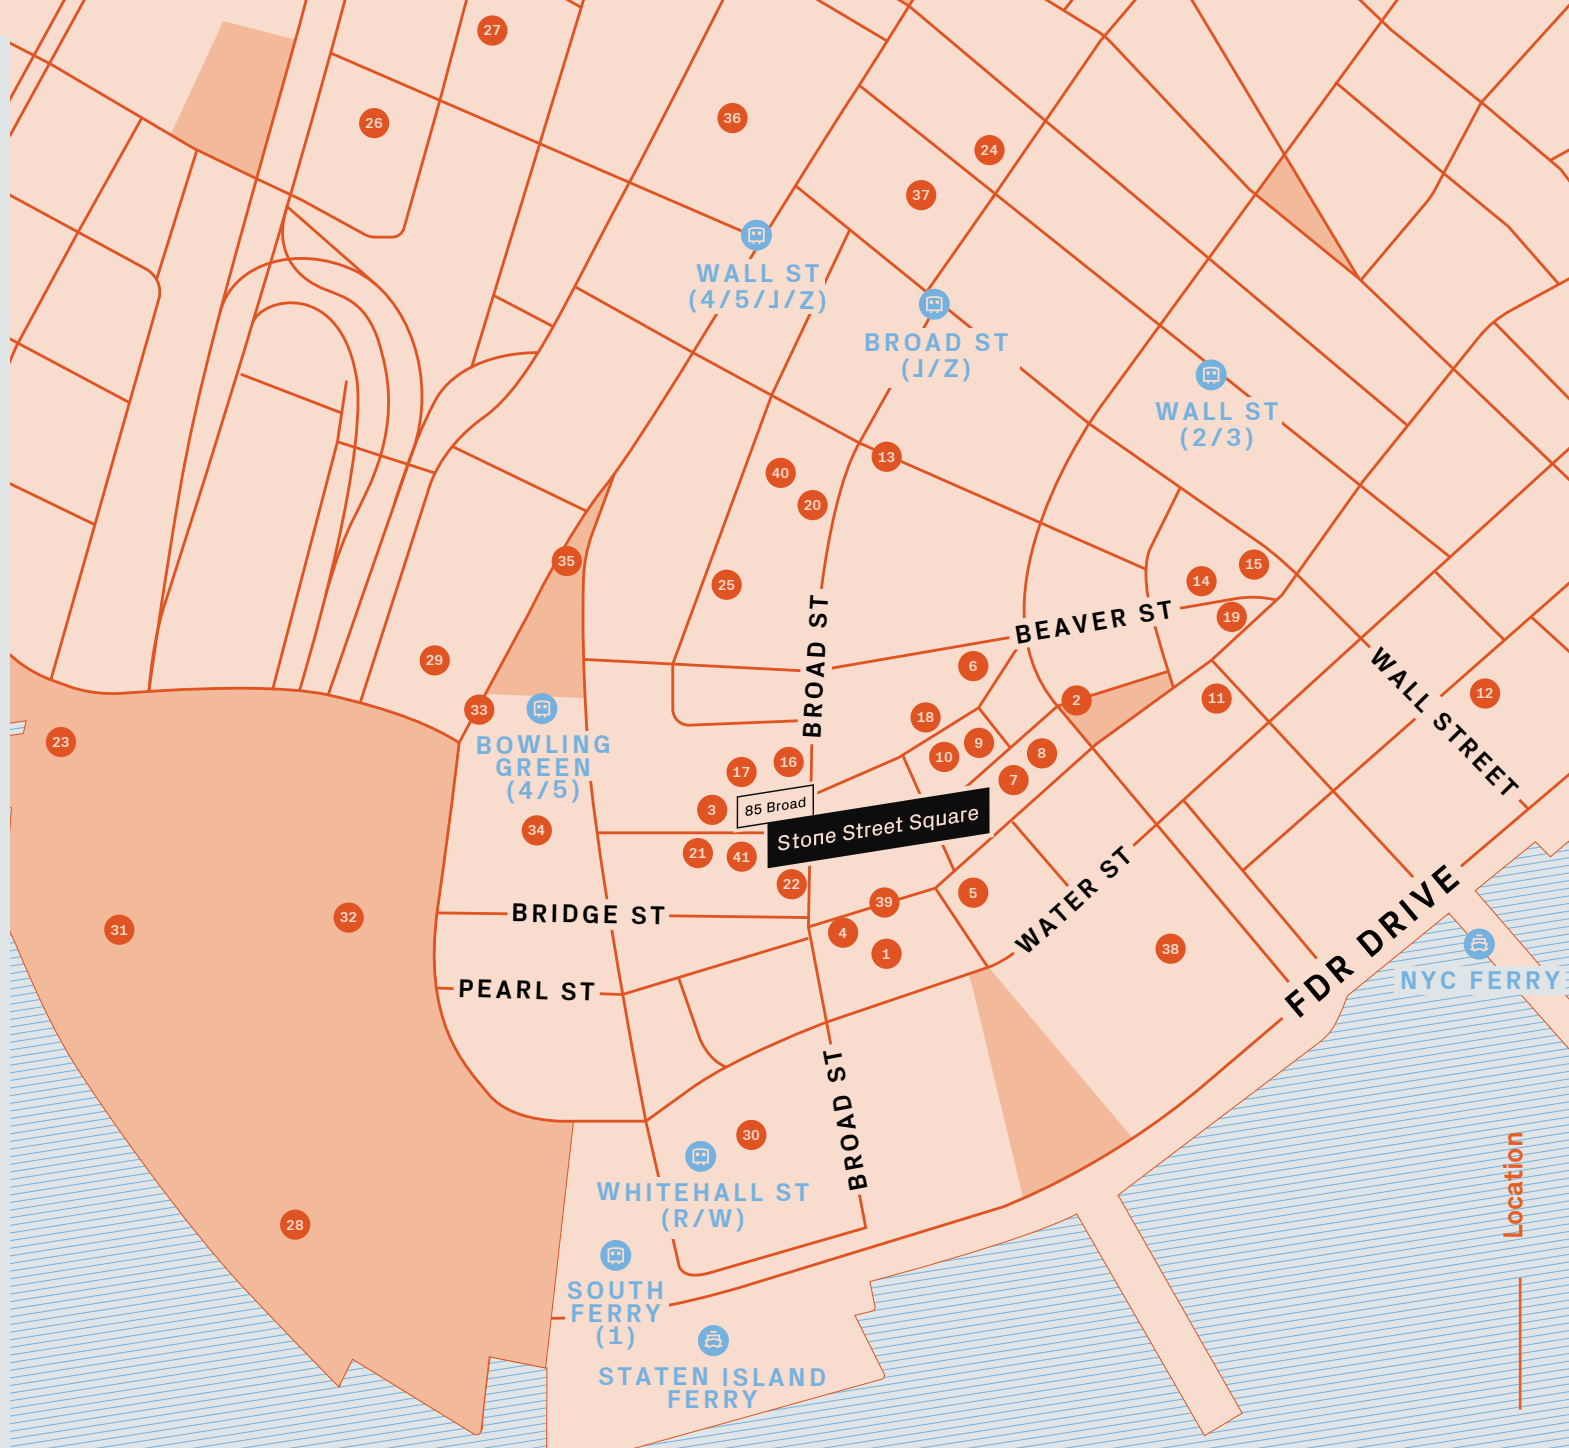 27
26
36
24
37
WALL ST
(4/5/J/Z)
BROAD ST
(J/Z)
WALL ST
(2/3)
13
40
20
35
25
15
14
19
BROAD ST
BEAVER ST
29
6
33
18
2
11
12
WALL STREET
23
BOWLING
GREEN
(4/5)
17
16
10
9
8
7
3
85 Broad
Stone Street Square
34
21
41
22
39
5
WATER ST
FDR DRIVE
31
32
BRIDGE ST
4
1
38
NYC FERRY
PEARL ST
BROAD ST
30
WHITEHALL ST
(R/W)
28
SOUTH
FERRY
(1)
STATEN ISLAND
FERRY
Location